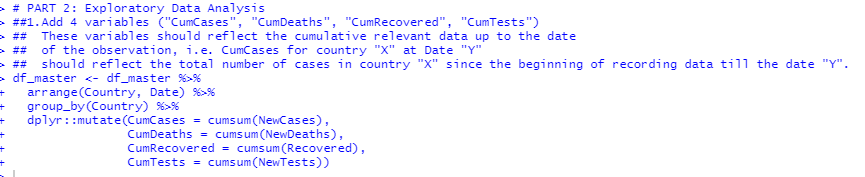 > # PART 2: Exploratory Data Analysis
> ##1.Add 4 variables ("CumCases", "CumDeaths", "CumRecovered", "CumTests")
> ##  These variables should reflect the cumulative relevant data up to the date
> ##  of the observation, i.e. CumCases for country "X" at Date "Y"
> ##  should reflect the total number of cases in country "X" since the beginning of recording data till the date "Y".
> df_master <- df_master %>%
+   arrange(Country, Date) %>%
+   group_by(Country) %>%
+   dplyr::mutate(CumCases = cumsum(NewCases),
+                 CumDeaths = cumsum(NewDeaths),
+                 CumRecovered = cumsum(Recovered),
+                 CumTests = cumsum(NewTests))
>